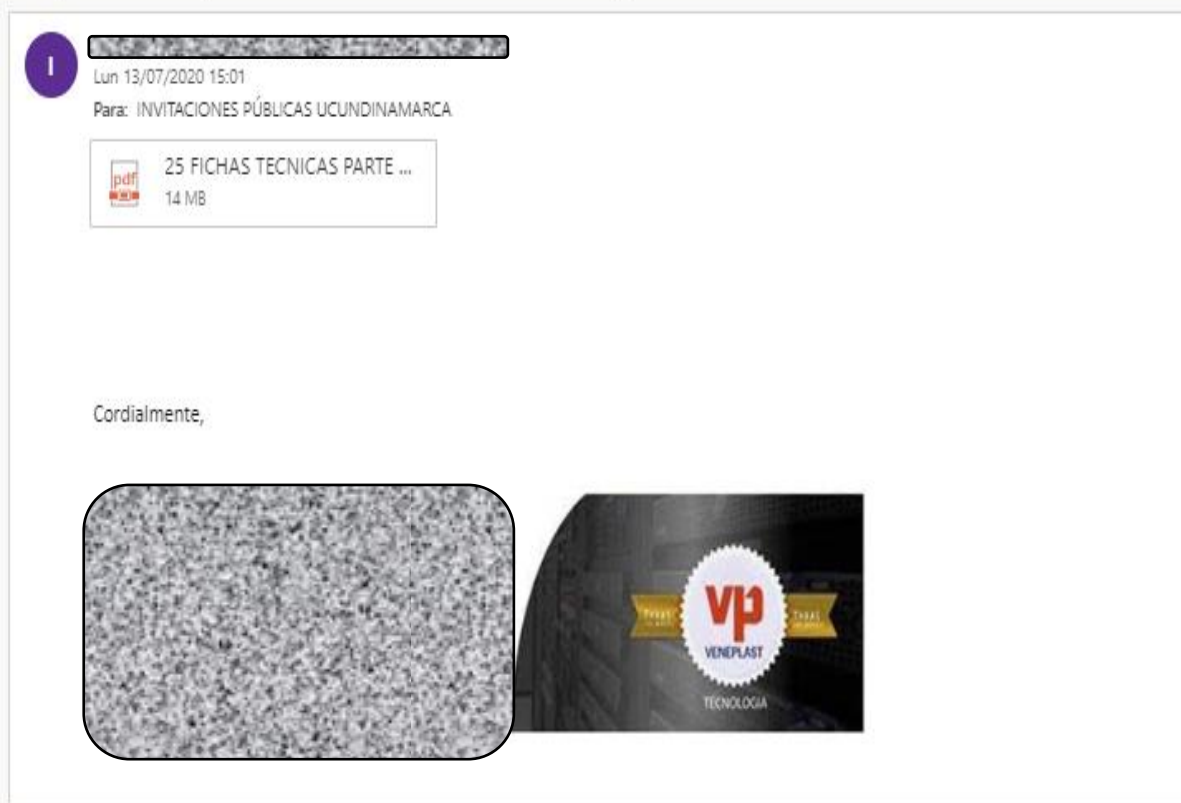 I
Lun 13/07/2020 15:01
Para: INVITACIONES PÚBLICAS UCUNDINAMARCA
pdf
25 FICHAS TECNICAS PARTE ...
14 MB
Cordialmente,
vp
VENEPLAST
TECNOLOGIA